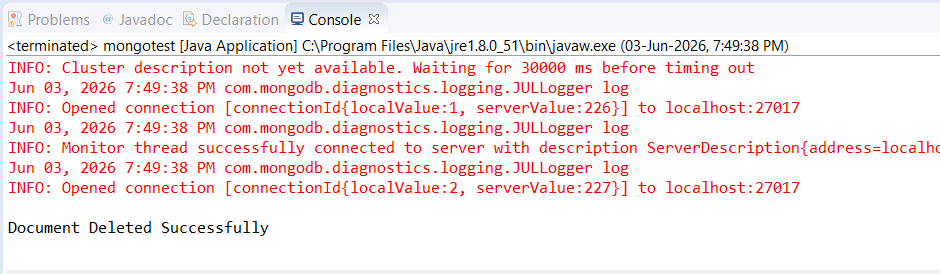 Problems @ Javadoc Declaration Console
<terminated> mongotest [Java Application] C:\Program Files\Java\jre1.8.0_51\bin\javaw.exe (03-Jun-2026, 7:49:38 PM)
INFO: Cluster description not yet available. Waiting for 30000 ms before timing out
Jun 03, 2026 7:49:38 PM com.mongodb.diagnostics.logging.JULLogger log
INFO: Opened connection [connectionId{localValue:1, serverValue:226}] to localhost:27017
Jun 03, 2026 7:49:38 PM com.mongodb.diagnostics.logging.JULLogger log
INFO: Monitor thread successfully connected to server with description ServerDescription{address=localho
Jun 03, 2026 7:49:38 PM com.mongodb.diagnostics.logging.JULLogger log
INFO: Opened connection [connectionId{localValue:2, serverValue:227}] to localhost:27017
Document Deleted Successfully